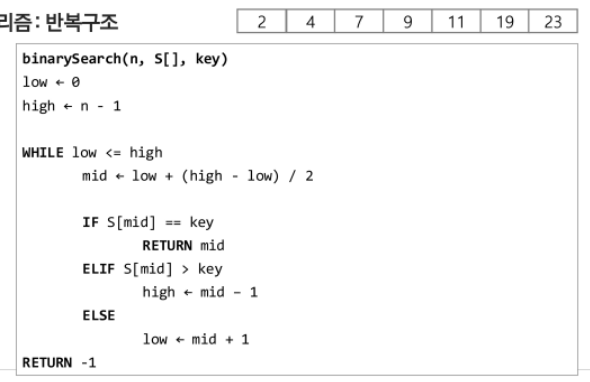 리즘: 반복구조
2 4 7 9 11 19 23
binarySearch(n, S[], key)
low ← 0
high ← n - 1
WHILE low <= high
mid ← low + (high - low) / 2
IF S[mid] == key
RETURN mid
ELIF S[mid] > key
high ← mid – 1
ELSE
low ← mid + 1
RETURN -1